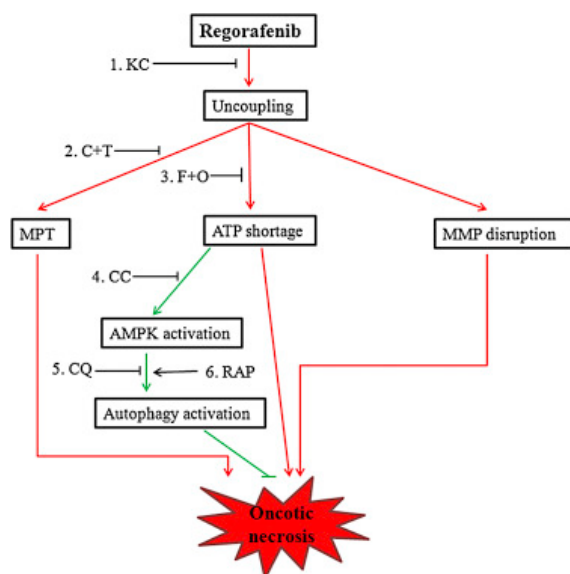 Regorafenib
1. KC
Uncoupling
2. C+T
3. F+O
MPT
ATP shortage
MMP disruption
4. CC
AMPK activation
5. CQ
6. RAP
Autophagy activation
Oncotic
necrosis